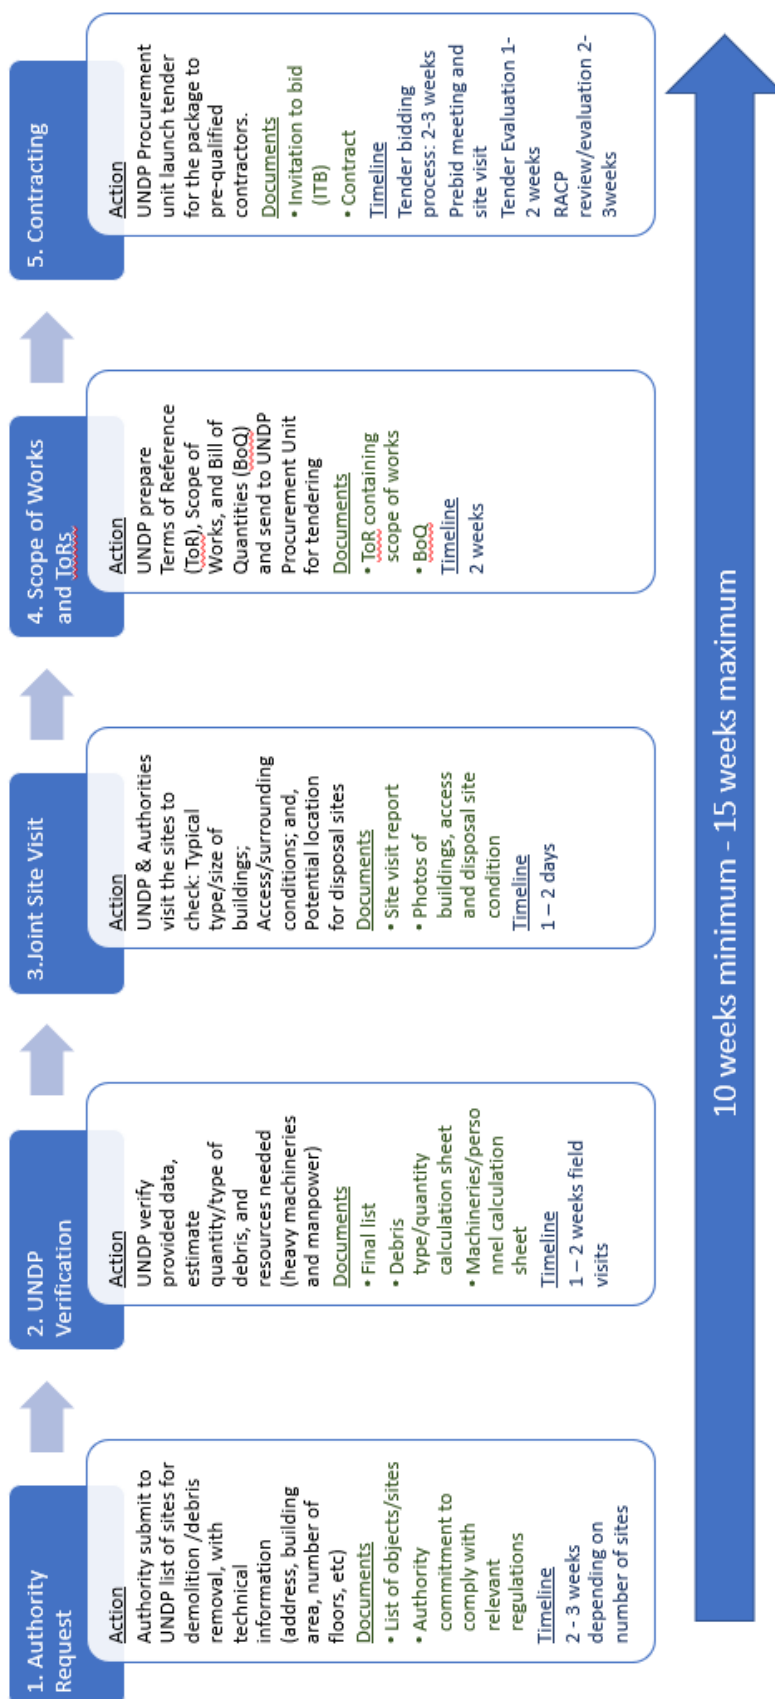 1. Authority
Request
Action
Authority submit to
UNDP list of sites for
demolition /debris
removal, with
technical
information
(address, building
area, number of
floors, etc)
Documents
• List of objects/sites
• Authority
commitment to
comply with
relevant
regulations
Timeline
2 - 3 weeks
depending on
number of sites
2. UNDP
Verification
Action
UNDP verify
provided data,
estimate
quantity/type of
debris, and
resources needed
(heavy machineries
and manpower)
Documents
• Final list
• Debris
type/quantity
calculation sheet
• Machineries/perso
nnel calculation
sheet
Timeline
1 – 2 weeks field
visits
3.Joint Site Visit
Action
UNDP & Authorities
visit the sites to
check: Typical
type/size of
buildings;
Access/surrounding
conditions; and,
Potential location
for disposal sites
Documents
• Site visit report
• Photos of
buildings, access
and disposal site
condition
Timeline
1 – 2 days
4. Scope of Works
and ToRs
Action
UNDP prepare
Terms of Reference
(ToR), Scope of
Works, and Bill of
Quantities (BoQ)
and send to UNDP
Procurement Unit
for tendering
Documents
• ToR containing
scope of works
• BoQ
Timeline
2 weeks
5. Contracting
Action
UNDP Procurement
unit launch tender
for the package to
pre-qualified
contractors.
Documents
• Invitation to bid
(ITB)
• Contract
Timeline
Tender bidding
process: 2-3 weeks
Prebid meeting and
site visit
Tender Evaluation 1-
2 weeks
RACP
review/evaluation 2-
3weeks
10 weeks minimum - 15 weeks maximum